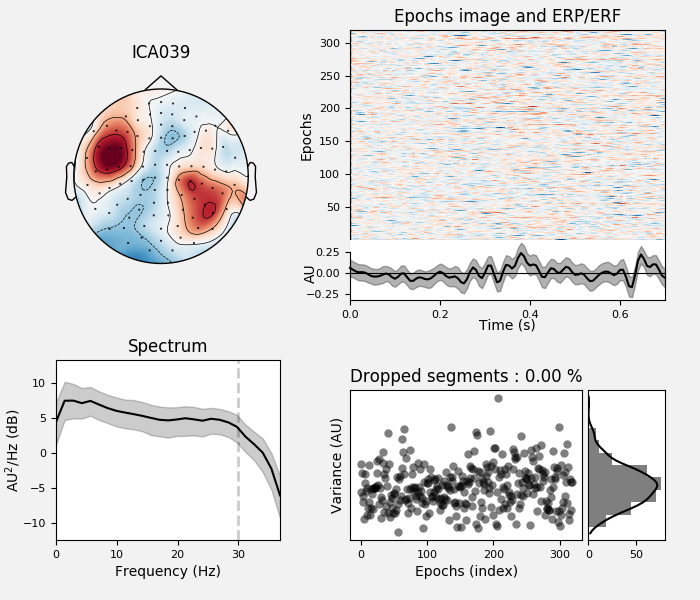 ICA039
Epochs image and ERP/ERF
300
250
200
150
100
50
Epochs
0.25
0.00
−0.25
AU
0.0 0.2 0.4 0.6
Time (s)
Spectrum
10
5
0
−5
−10
AU²/Hz (dB)
0 10 20 30
Frequency (Hz)
Dropped segments : 0.00 %
Variance (AU)
0 100 200 300
Epochs (index)
0 50